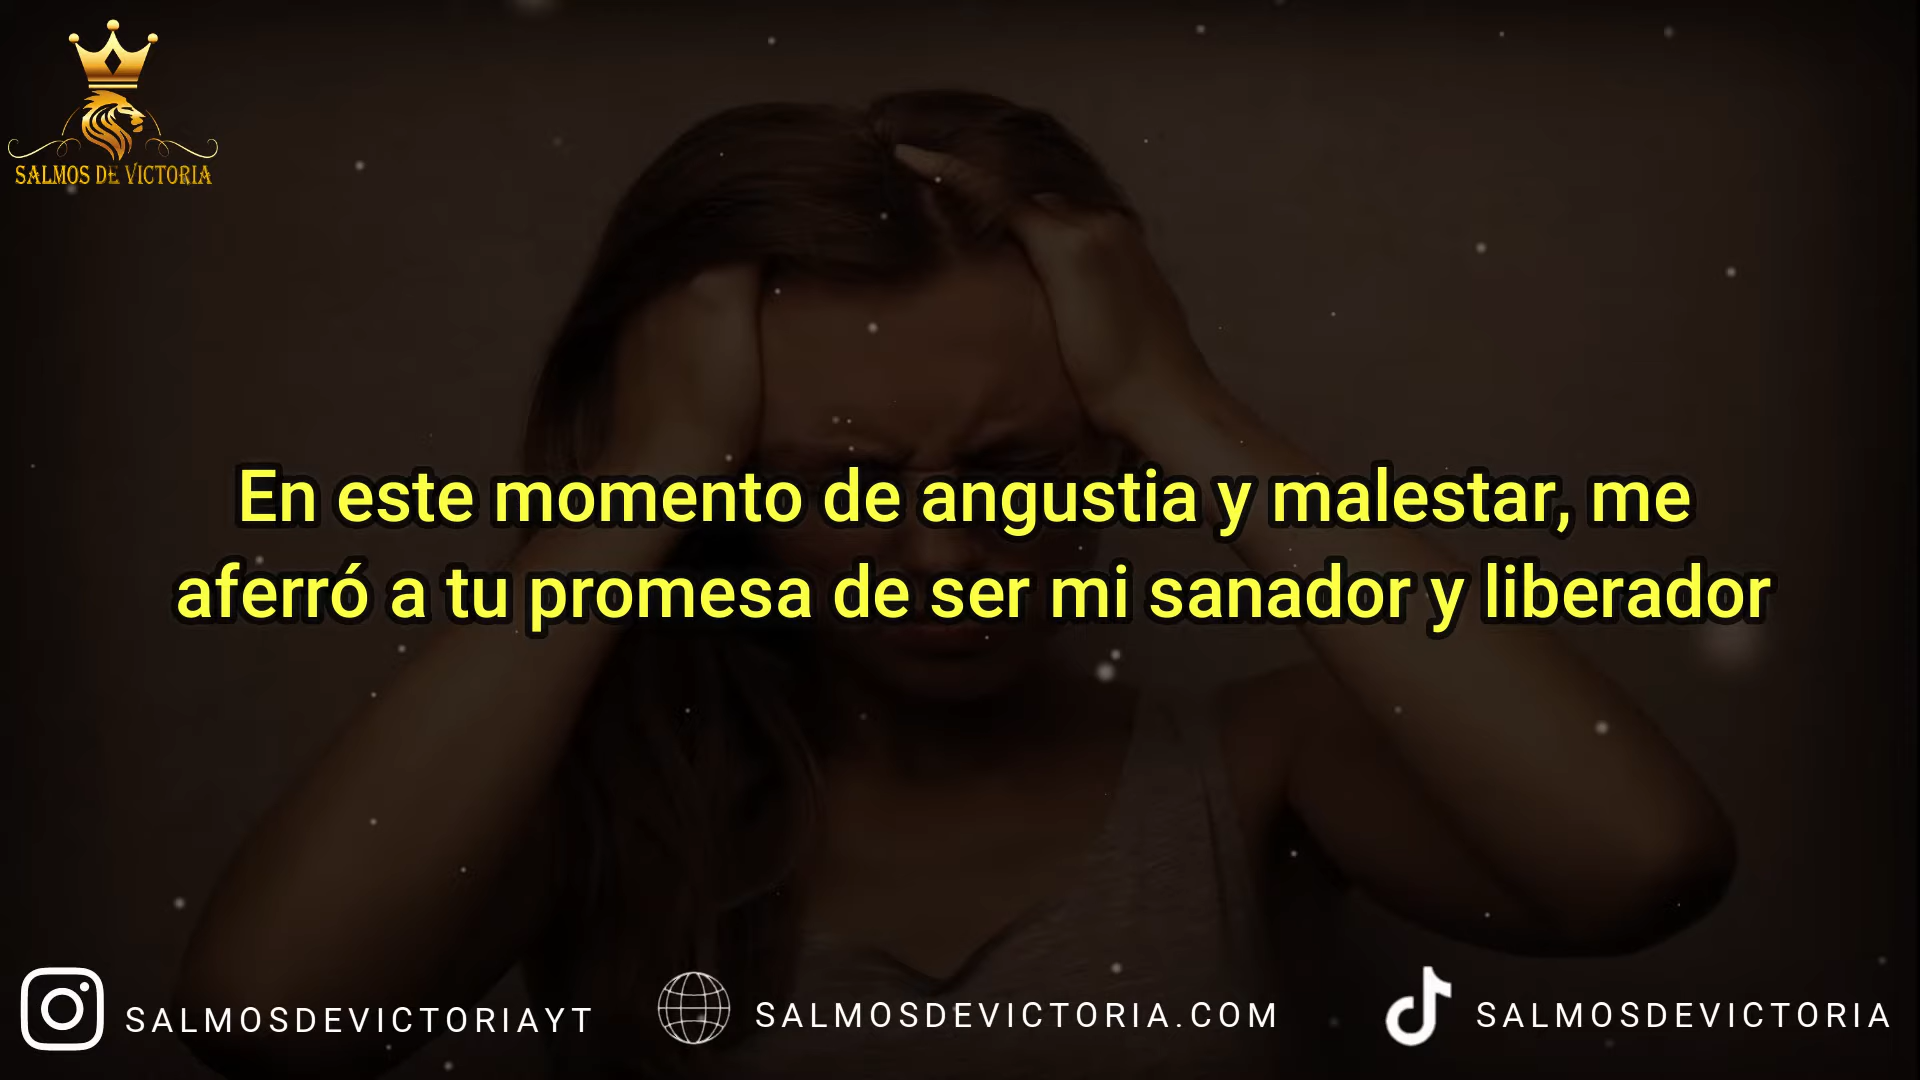 SALMOS DE VICTORIA
En este momento de angustia y malestar, me
aferró a tu promesa de ser mi sanador y liberador
SALMOSDEVICTORIAYT
SALMOSDEVICTORIA.COM
SALMOSDEVICTORIA